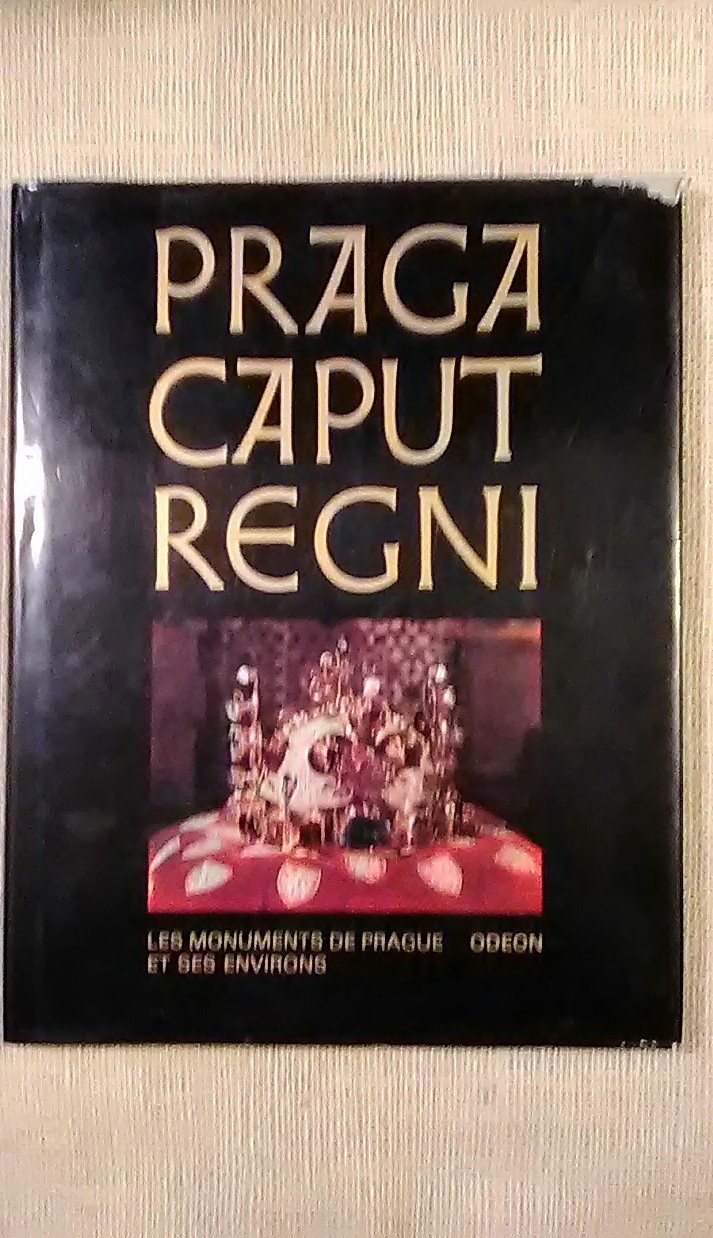 PRAGA
CAPUT
REGNI
LES MONUMENTS DE PRAGUE ODEON
ET SES ENVIRONS